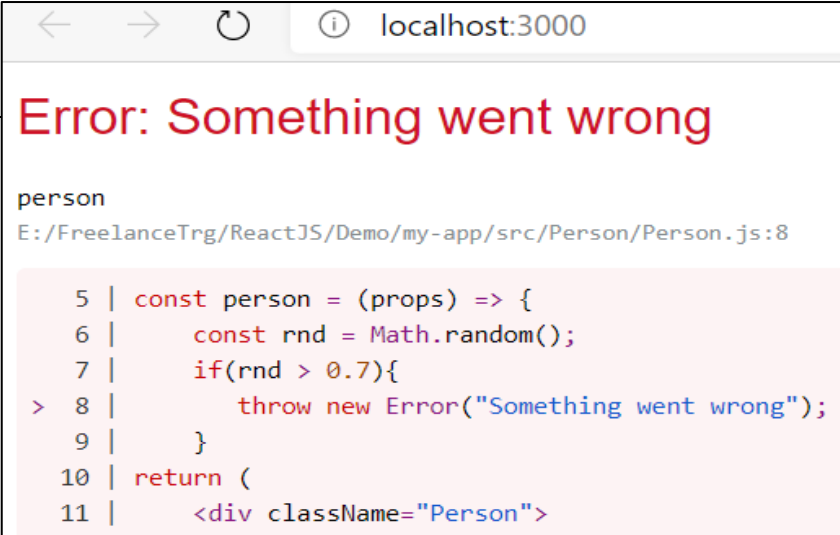 localhost:3000
Error: Something went wrong
person
E:/FreelanceTrg/ReactJS/Demo/my-app/src/Person/Person.js:8
5 | const person = (props) => {
6 |     const rnd = Math.random();
7 |     if(rnd > 0.7){
> 8 |        throw new Error("Something went wrong");
9 |     }
10 | return (
11 |     <div className="Person">